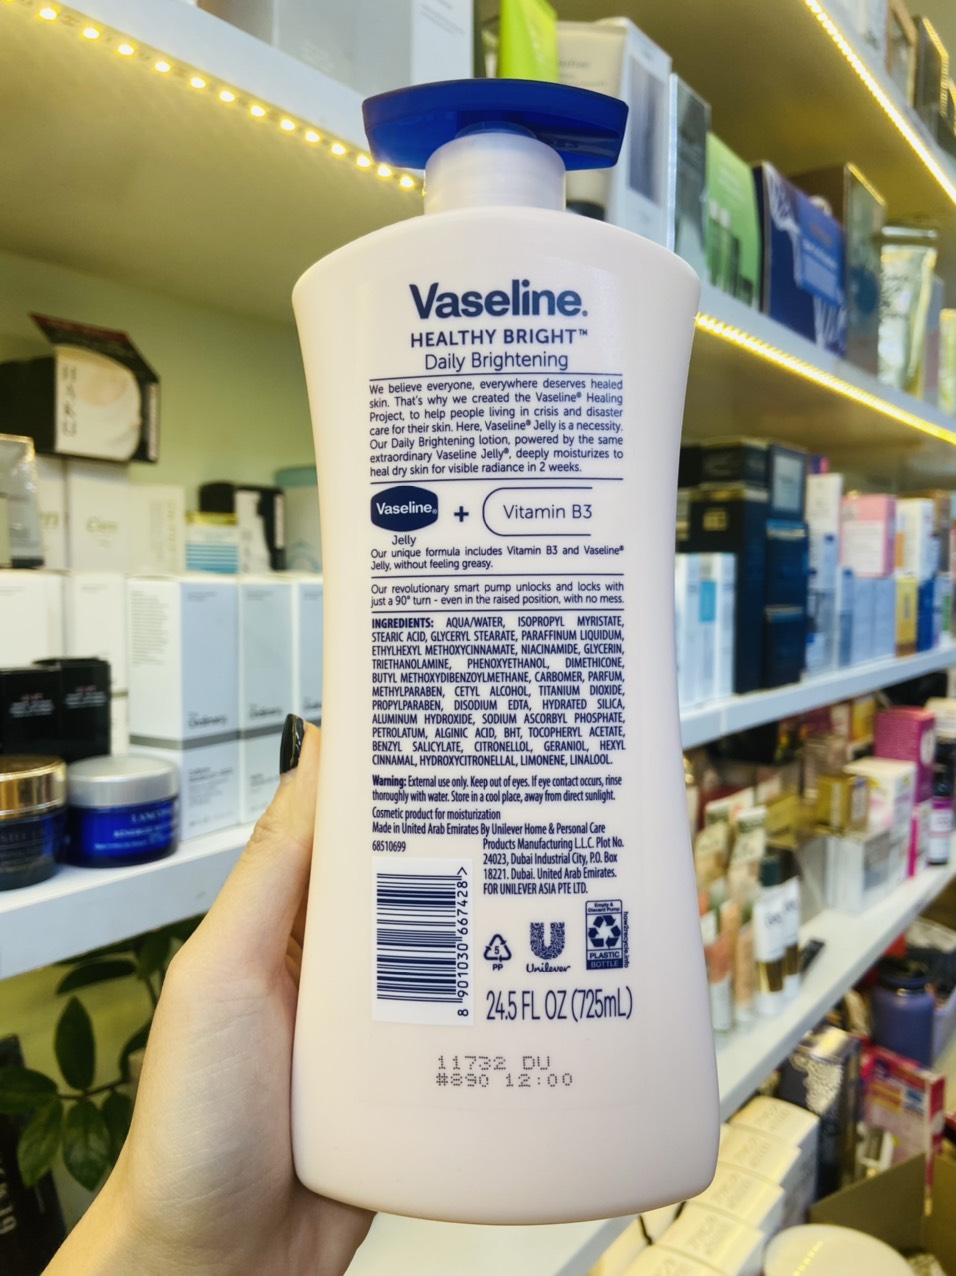 Vaseline.
HEALTHY BRIGHT™
Daily Brightening
We believe everyone, everywhere deserves healed
skin. That's why we created the Vaseline® Healing
Project, to help people living in crisis and disaster
care for their skin. Here, Vaseline® Jelly is a necessity.
Our Daily Brightening lotion, powered by the same
extraordinary Vaseline Jelly®, deeply moisturizes to
heal dry skin for visible radiance in 2 weeks.
Vaseline® + Vitamin B3
Jelly
Our unique formula includes Vitamin B3 and Vaseline®
Jelly, without feeling greasy.
Our revolutionary smart pump unlocks and locks with
just a 90° turn - even in the raised position, with no mess.
INGREDIENTS: AQUA/WATER, ISOPROPYL MYRISTATE,
STEARIC ACID, GLYCERYL STEARATE, PARAFFINUM LIQUIDUM,
ETHYLHEXYL METHOXYCINNAMATE, NIACINAMIDE, GLYCERIN,
TRIETHANOLAMINE, PHENOXYETHANOL, DIMETHICONE,
BUTYL METHOXYDIBENZOYLMETHANE, CARBOMER, PARFUM,
METHYLPARABEN, CETYL ALCOHOL, TITANIUM DIOXIDE,
PROPYLPARABEN, DISODIUM EDTA, HYDRATED SILICA,
ALUMINUM HYDROXIDE, SODIUM ASCORBYL PHOSPHATE,
PETROLATUM, ALGINIC ACID, BHT, TOCOPHERYL ACETATE,
BENZYL SALICYLATE, CITRONELLOL, GERANIOL, HEXYL
CINNAMAL, HYDROXYCITRONELLAL, LIMONENE, LINALOOL.
Warning: External use only. Keep out of eyes. If eye contact occurs, rinse
thoroughly with water. Store in a cool place, away from direct sunlight.
Cosmetic product for moisturization
Made in United Arab Emirates By Unilever Home & Personal Care
68510699
Products Manufacturing L.L.C. Plot No.
24023, Dubai Industrial City, P.O. Box
18221. Dubai. United Arab Emirates.
FOR UNILEVER ASIA PTE LTD.
8 901030 667428>
5
PP
Unilever
Empty &
Discard Pump
PLASTIC
BOTTLE
how2recycle.info
24.5 FL OZ (725mL)
11732 DU
#890 12:00
Ordinary
LANCÔME